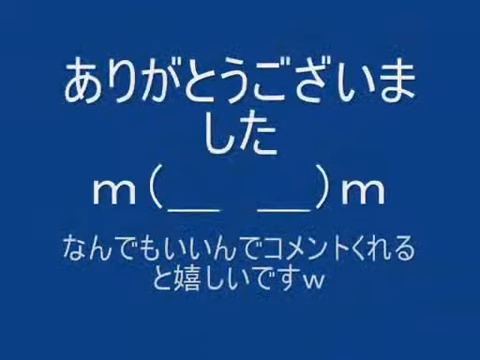 ありがとうございま
した
ｍ（＿＿　＿＿）ｍ
なんでもいいんでコメントくれる
と嬉しいですｗ